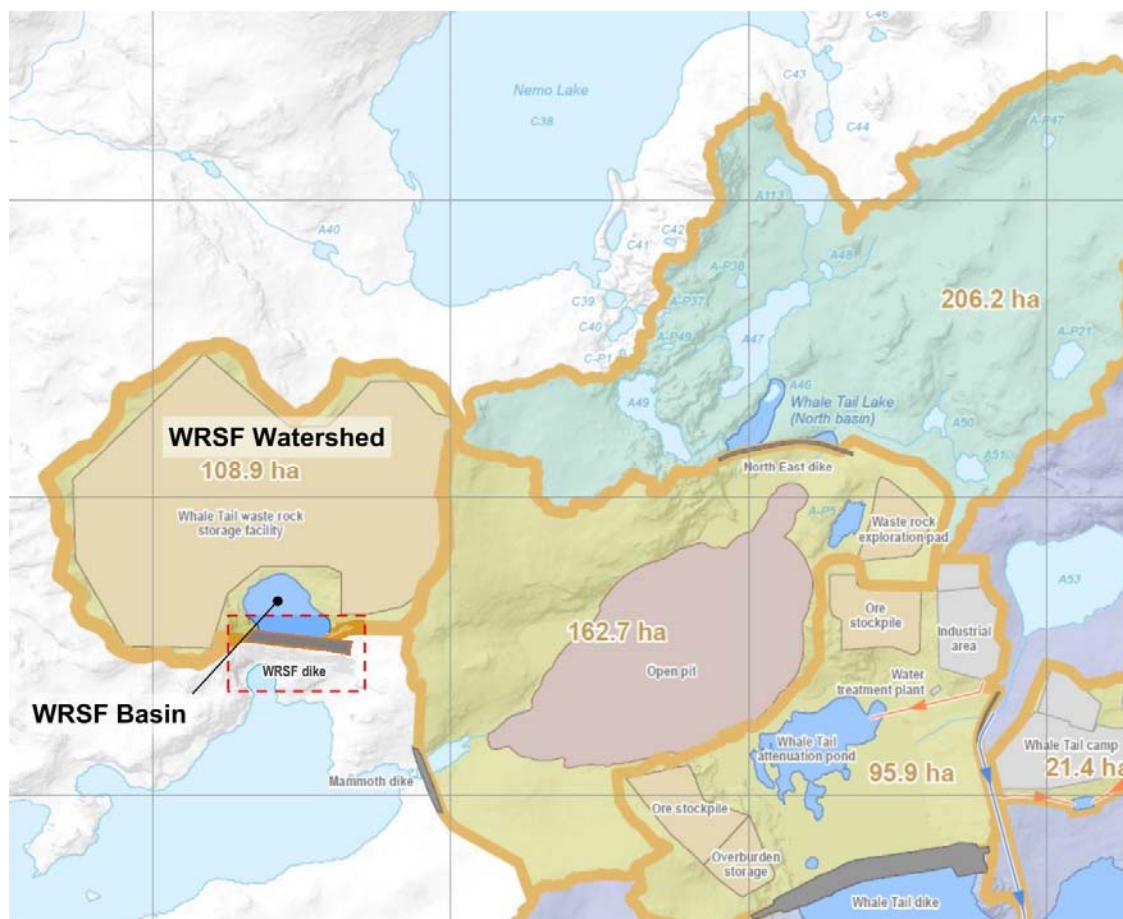 C46
C43
Nemo Lake
C38
C44
A-P47
A113
A40
C42
C41
A48
A-P38
206.2 ha
C39
A-P37
C40
A-P49
A47
A-P21
C-P1
A46
A49
Whale Tail Lake
(North basin)
A50
WRSF Watershed
108.9 ha
A51
North East dike
Whale Tail waste rock
storage facility
A-P5
Waste rock
exploration pad
A53
Ore
stockpile
162.7 ha
Industrial
area
Open pit
WRSF dike
Water
treatment plant
WRSF Basin
Whale Tail
attenuation pond
Whale Tail camp
95.9 ha
21.4 ha
Mammoth dike
Ore stockpile
Overburden
storage
Whale Tail dike